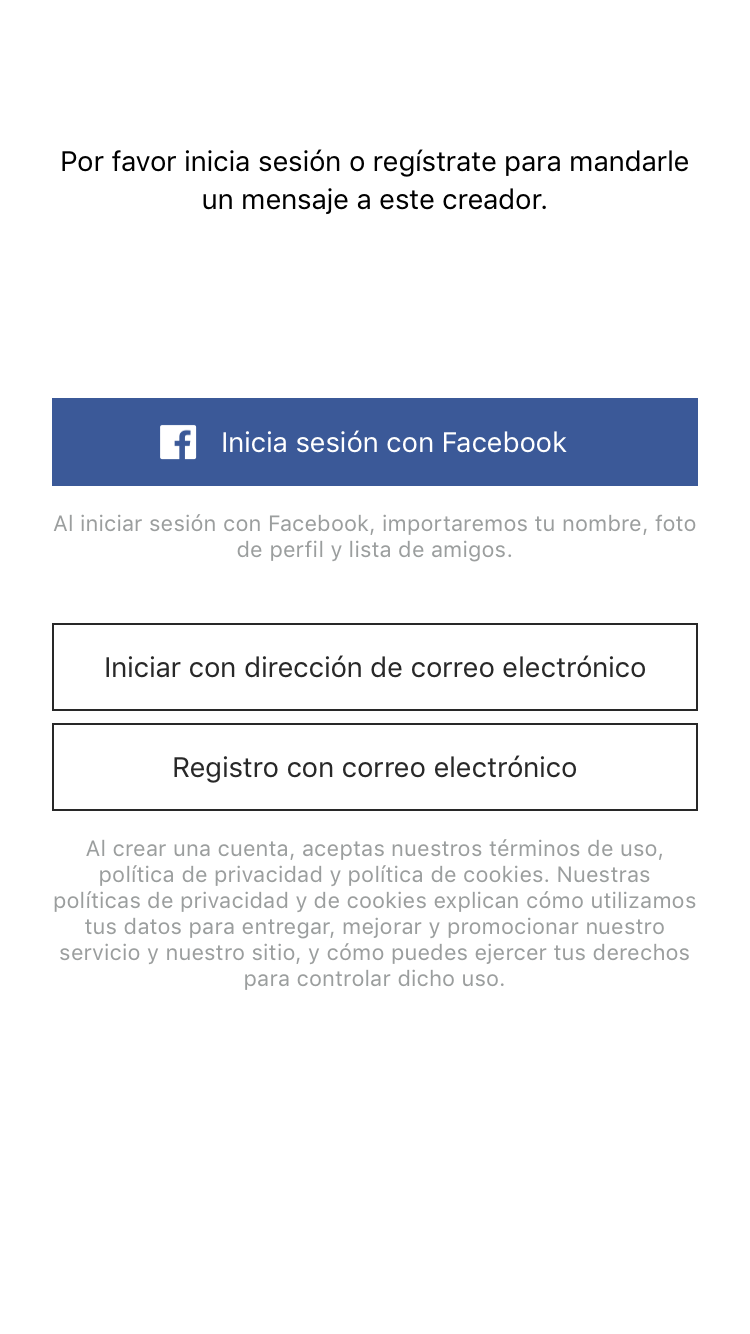 Por favor inicia sesión o regístrate para mandarle
un mensaje a este creador.
Inicia sesión con Facebook
Al iniciar sesión con Facebook, importaremos tu nombre, foto
de perfil y lista de amigos.
Iniciar con dirección de correo electrónico
Registro con correo electrónico
Al crear una cuenta, aceptas nuestros términos de uso,
política de privacidad y política de cookies. Nuestras
políticas de privacidad y de cookies explican cómo utilizamos
tus datos para entregar, mejorar y promocionar nuestro
servicio y nuestro sitio, y cómo puedes ejercer tus derechos
para controlar dicho uso.